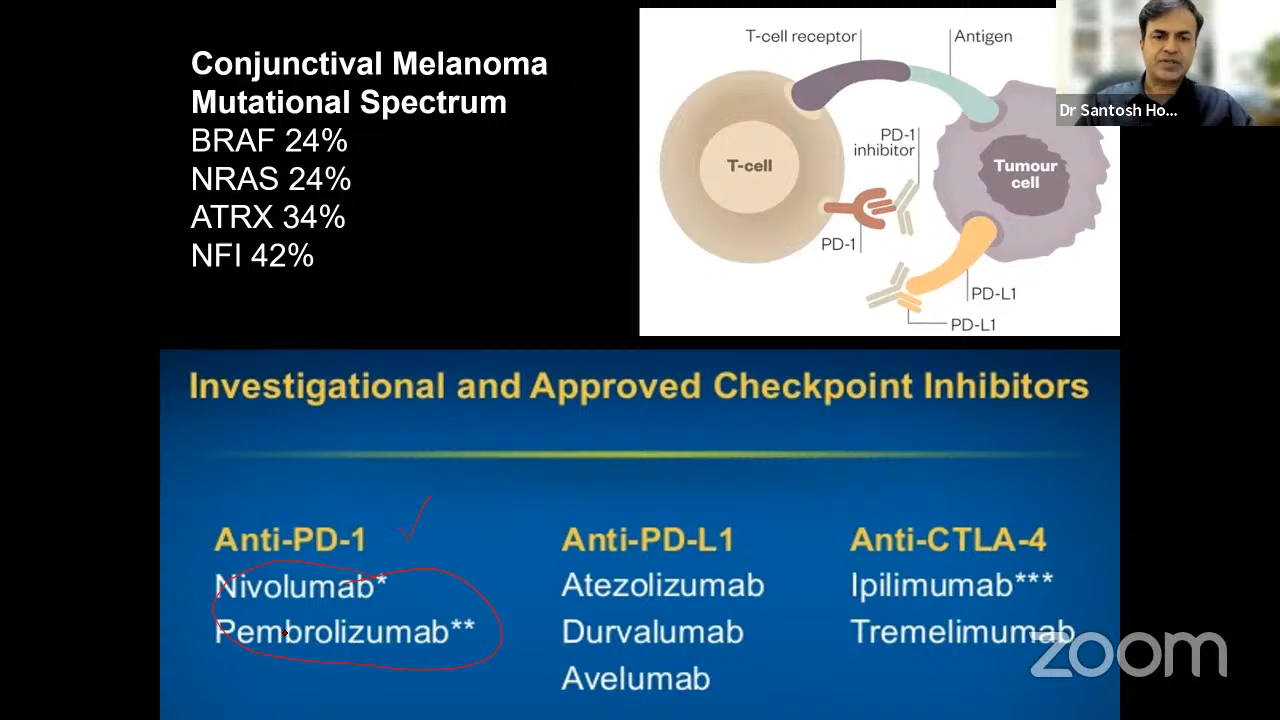 Conjunctival Melanoma
Mutational Spectrum
BRAF 24%
NRAS 24%
ATRX 34%
NFI 42%
T-cell receptor
Antigen
PD-1
inhibitor
T-cell
Tumour
cell
PD-1
PD-L1
PD-L1
Dr Santosh Ho...
Investigational and Approved Checkpoint Inhibitors
Anti-PD-1
Nivolumab*
Pembrolizumab**
Anti-PD-L1
Atezolizumab
Durvalumab
Avelumab
Anti-CTLA-4
Ipilimumab***
Tremelimumab
zoom